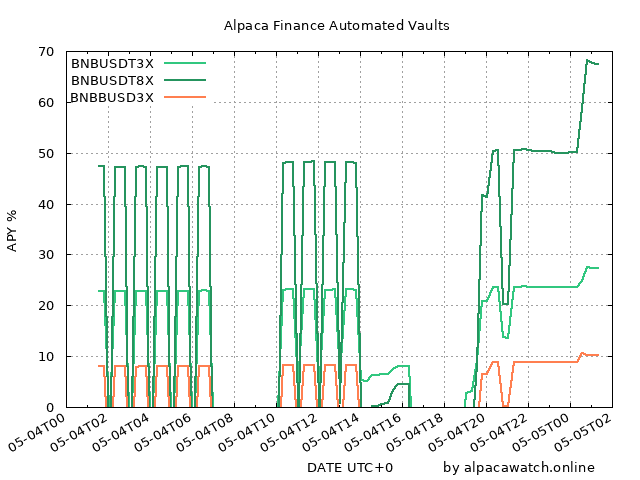 Alpaca Finance Automated Vaults
BNBUSDT3X
BNBUSDT8X
BNBBUSD3X
APY %
70
60
50
40
30
20
10
0
05-04T00
05-04T02
05-04T04
05-04T06
05-04T08
05-04T10
05-04T12
05-04T14
05-04T16
05-04T18
05-04T20
05-04T22
05-05T00
05-05T02
DATE UTC+0
by alpacawatch.online